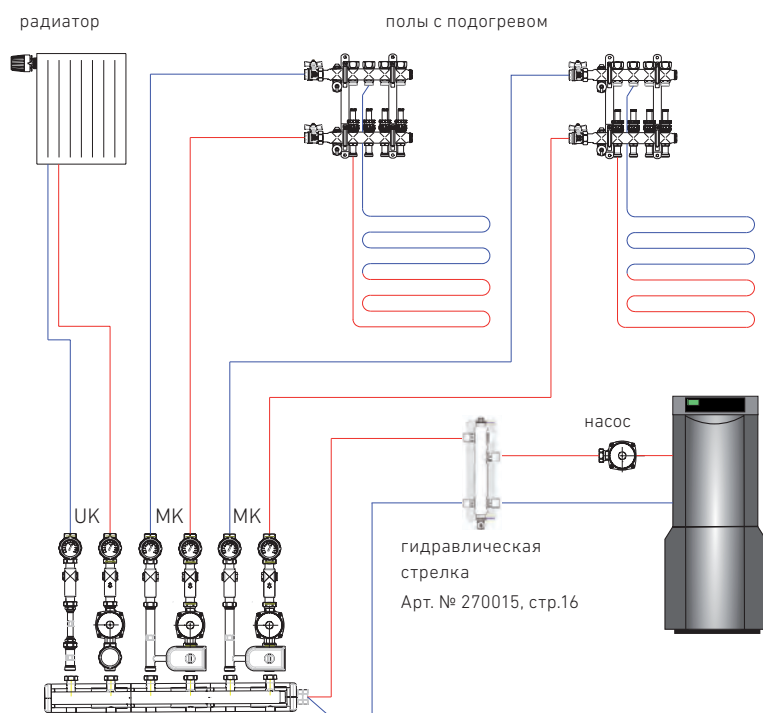 радиатор
полы с подогревом
насос
UK
MK
MK
гидравлическая
стрелка
Арт. № 270015, стр.16